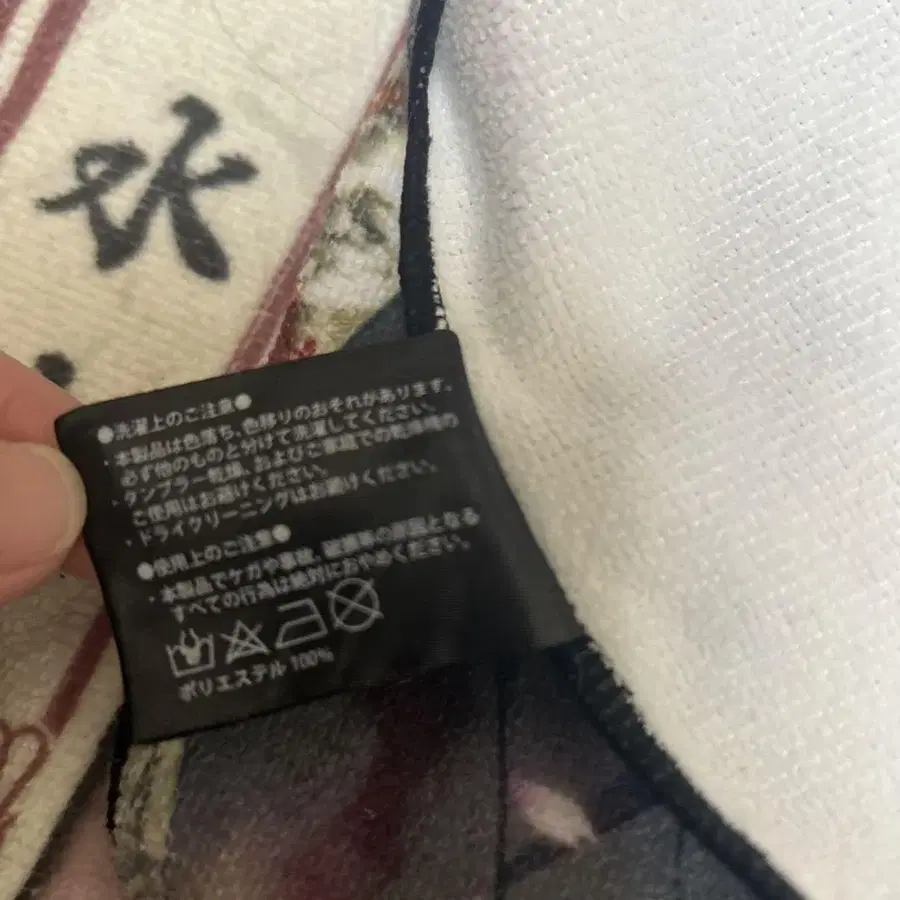 氷
●洗濯上のご注意●
・本製品は色落ち、色移りのおそれがあります。
必ず他のものと分けて洗濯してください。
・タンブラー乾燥、およびご家庭での乾燥機の
ご使用はお避けください。
・ドライクリーニングはお避けください。
●使用上のご注意●
・本製品でケガや事故、破損等の原因となる
すべての行為は絶対におやめください。
ポリエステル 100%